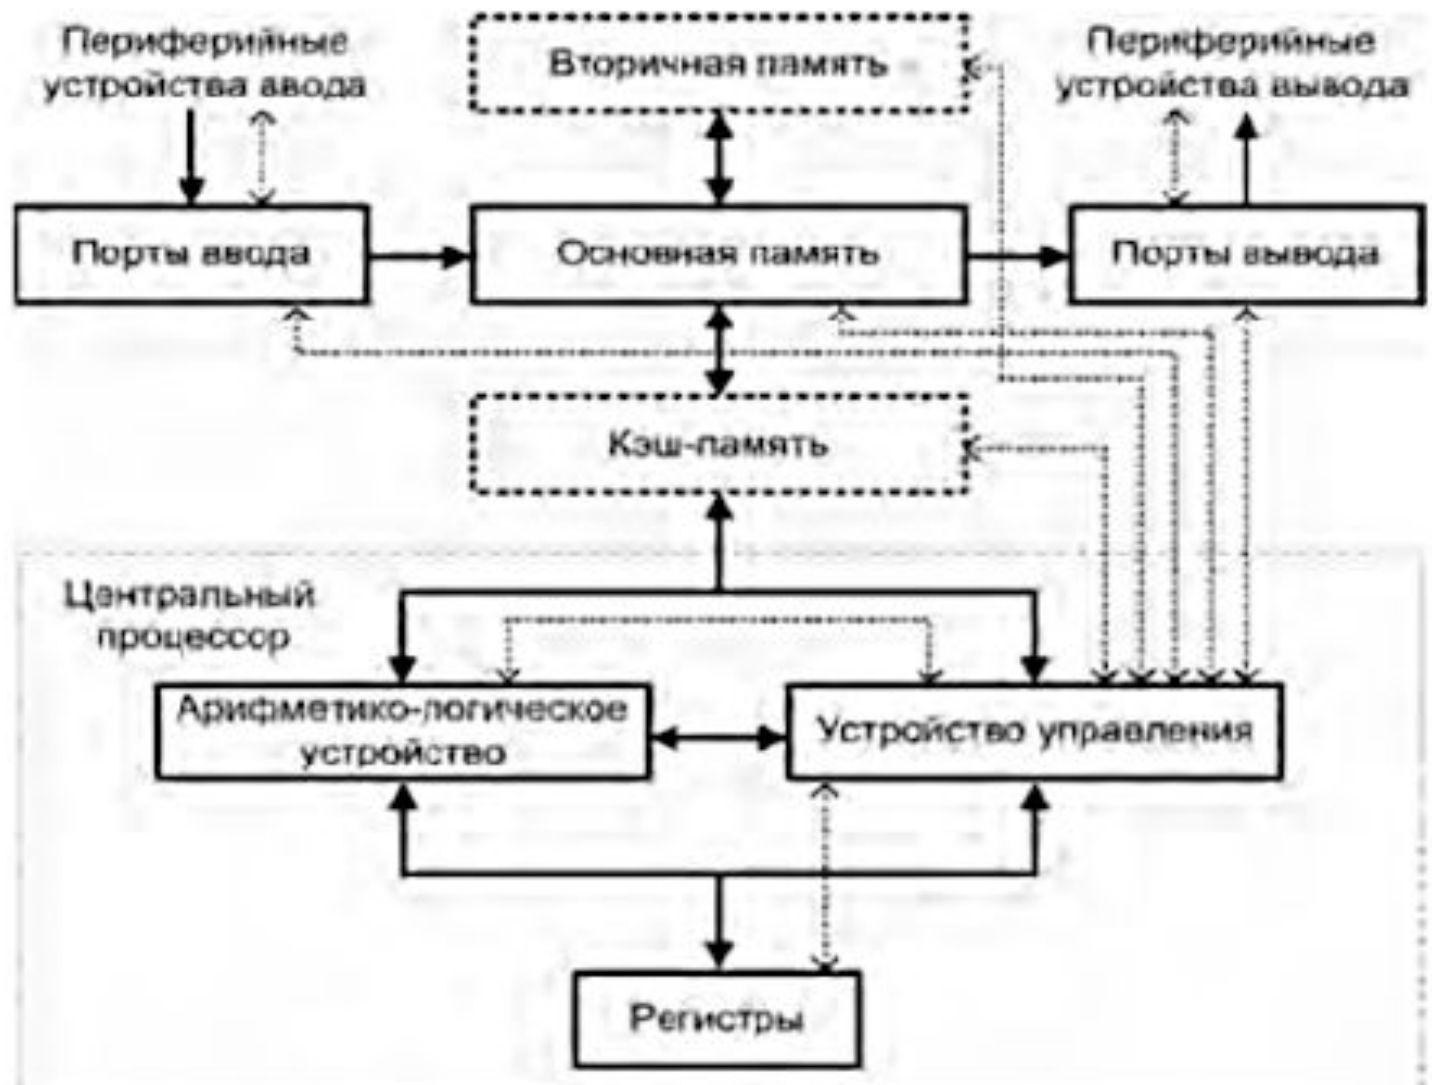 Периферийные
устройства ввода
Вторичная память
Периферийные
устройства вывода
Порты ввода
Основная память
Порты вывода
Кэш-память
Центральный
процессор
Арифметико-логическое
устройство
Устройство управления
Регистры